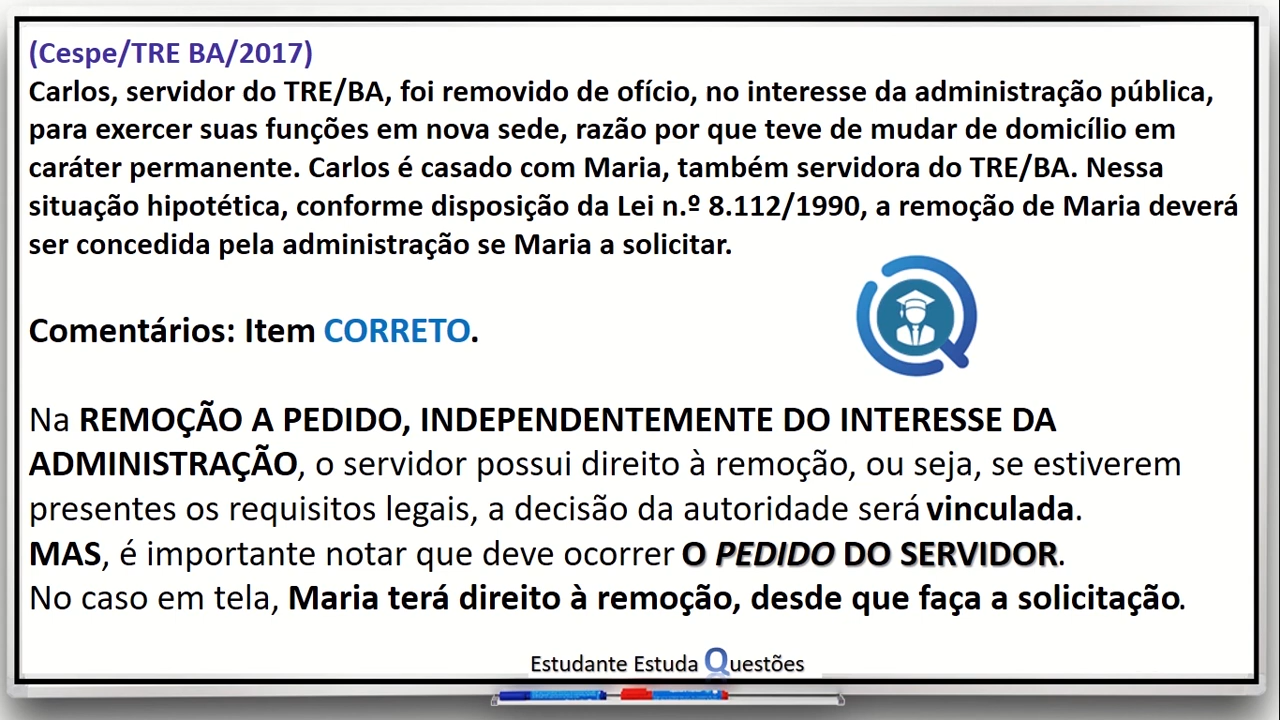 (Cespe/TRE BA/2017)
Carlos, servidor do TRE/BA, foi removido de ofício, no interesse da administração pública,
para exercer suas funções em nova sede, razão por que teve de mudar de domicílio em
caráter permanente. Carlos é casado com Maria, também servidora do TRE/BA. Nessa
situação hipotética, conforme disposição da Lei n.º 8.112/1990, a remoção de Maria deverá
ser concedida pela administração se Maria a solicitar.
Comentários: Item CORRETO.
Na REMOÇÃO A PEDIDO, INDEPENDENTEMENTE DO INTERESSE DA
ADMINISTRAÇÃO, o servidor possui direito à remoção, ou seja, se estiverem
presentes os requisitos legais, a decisão da autoridade será vinculada.
MAS, é importante notar que deve ocorrer O PEDIDO DO SERVIDOR.
No caso em tela, Maria terá direito à remoção, desde que faça a solicitação.
Estudante Estuda Questões